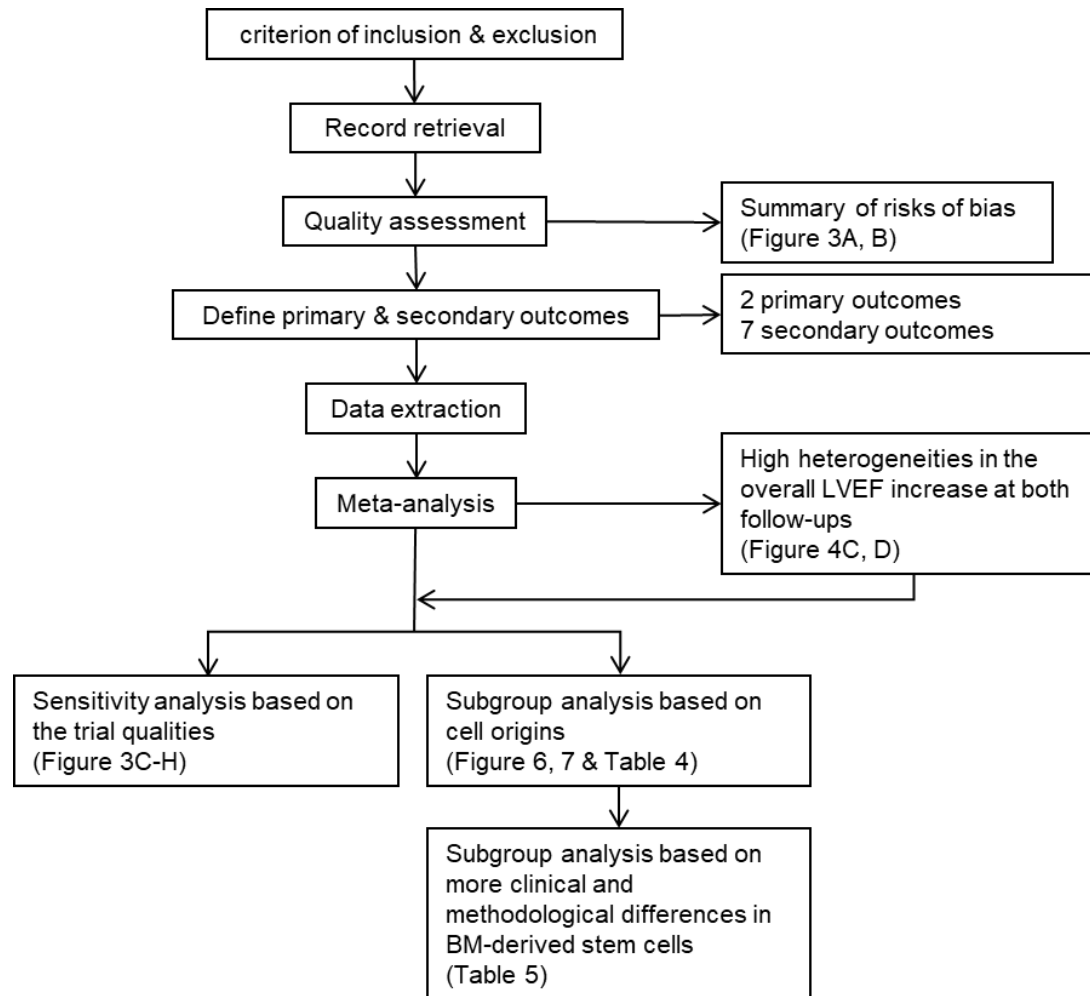 criterion of inclusion & exclusion
Record retrieval
Quality assessment
Summary of risks of bias
(Figure 3A, B)
Define primary & secondary outcomes
2 primary outcomes
7 secondary outcomes
Data extraction
Meta-analysis
High heterogeneities in the
overall LVEF increase at both
follow-ups
(Figure 4C, D)
Sensitivity analysis based on
the trial qualities
(Figure 3C-H)
Subgroup analysis based on
cell origins
(Figure 6, 7 & Table 4)
Subgroup analysis based on
more clinical and
methodological differences in
BM-derived stem cells
(Table 5)